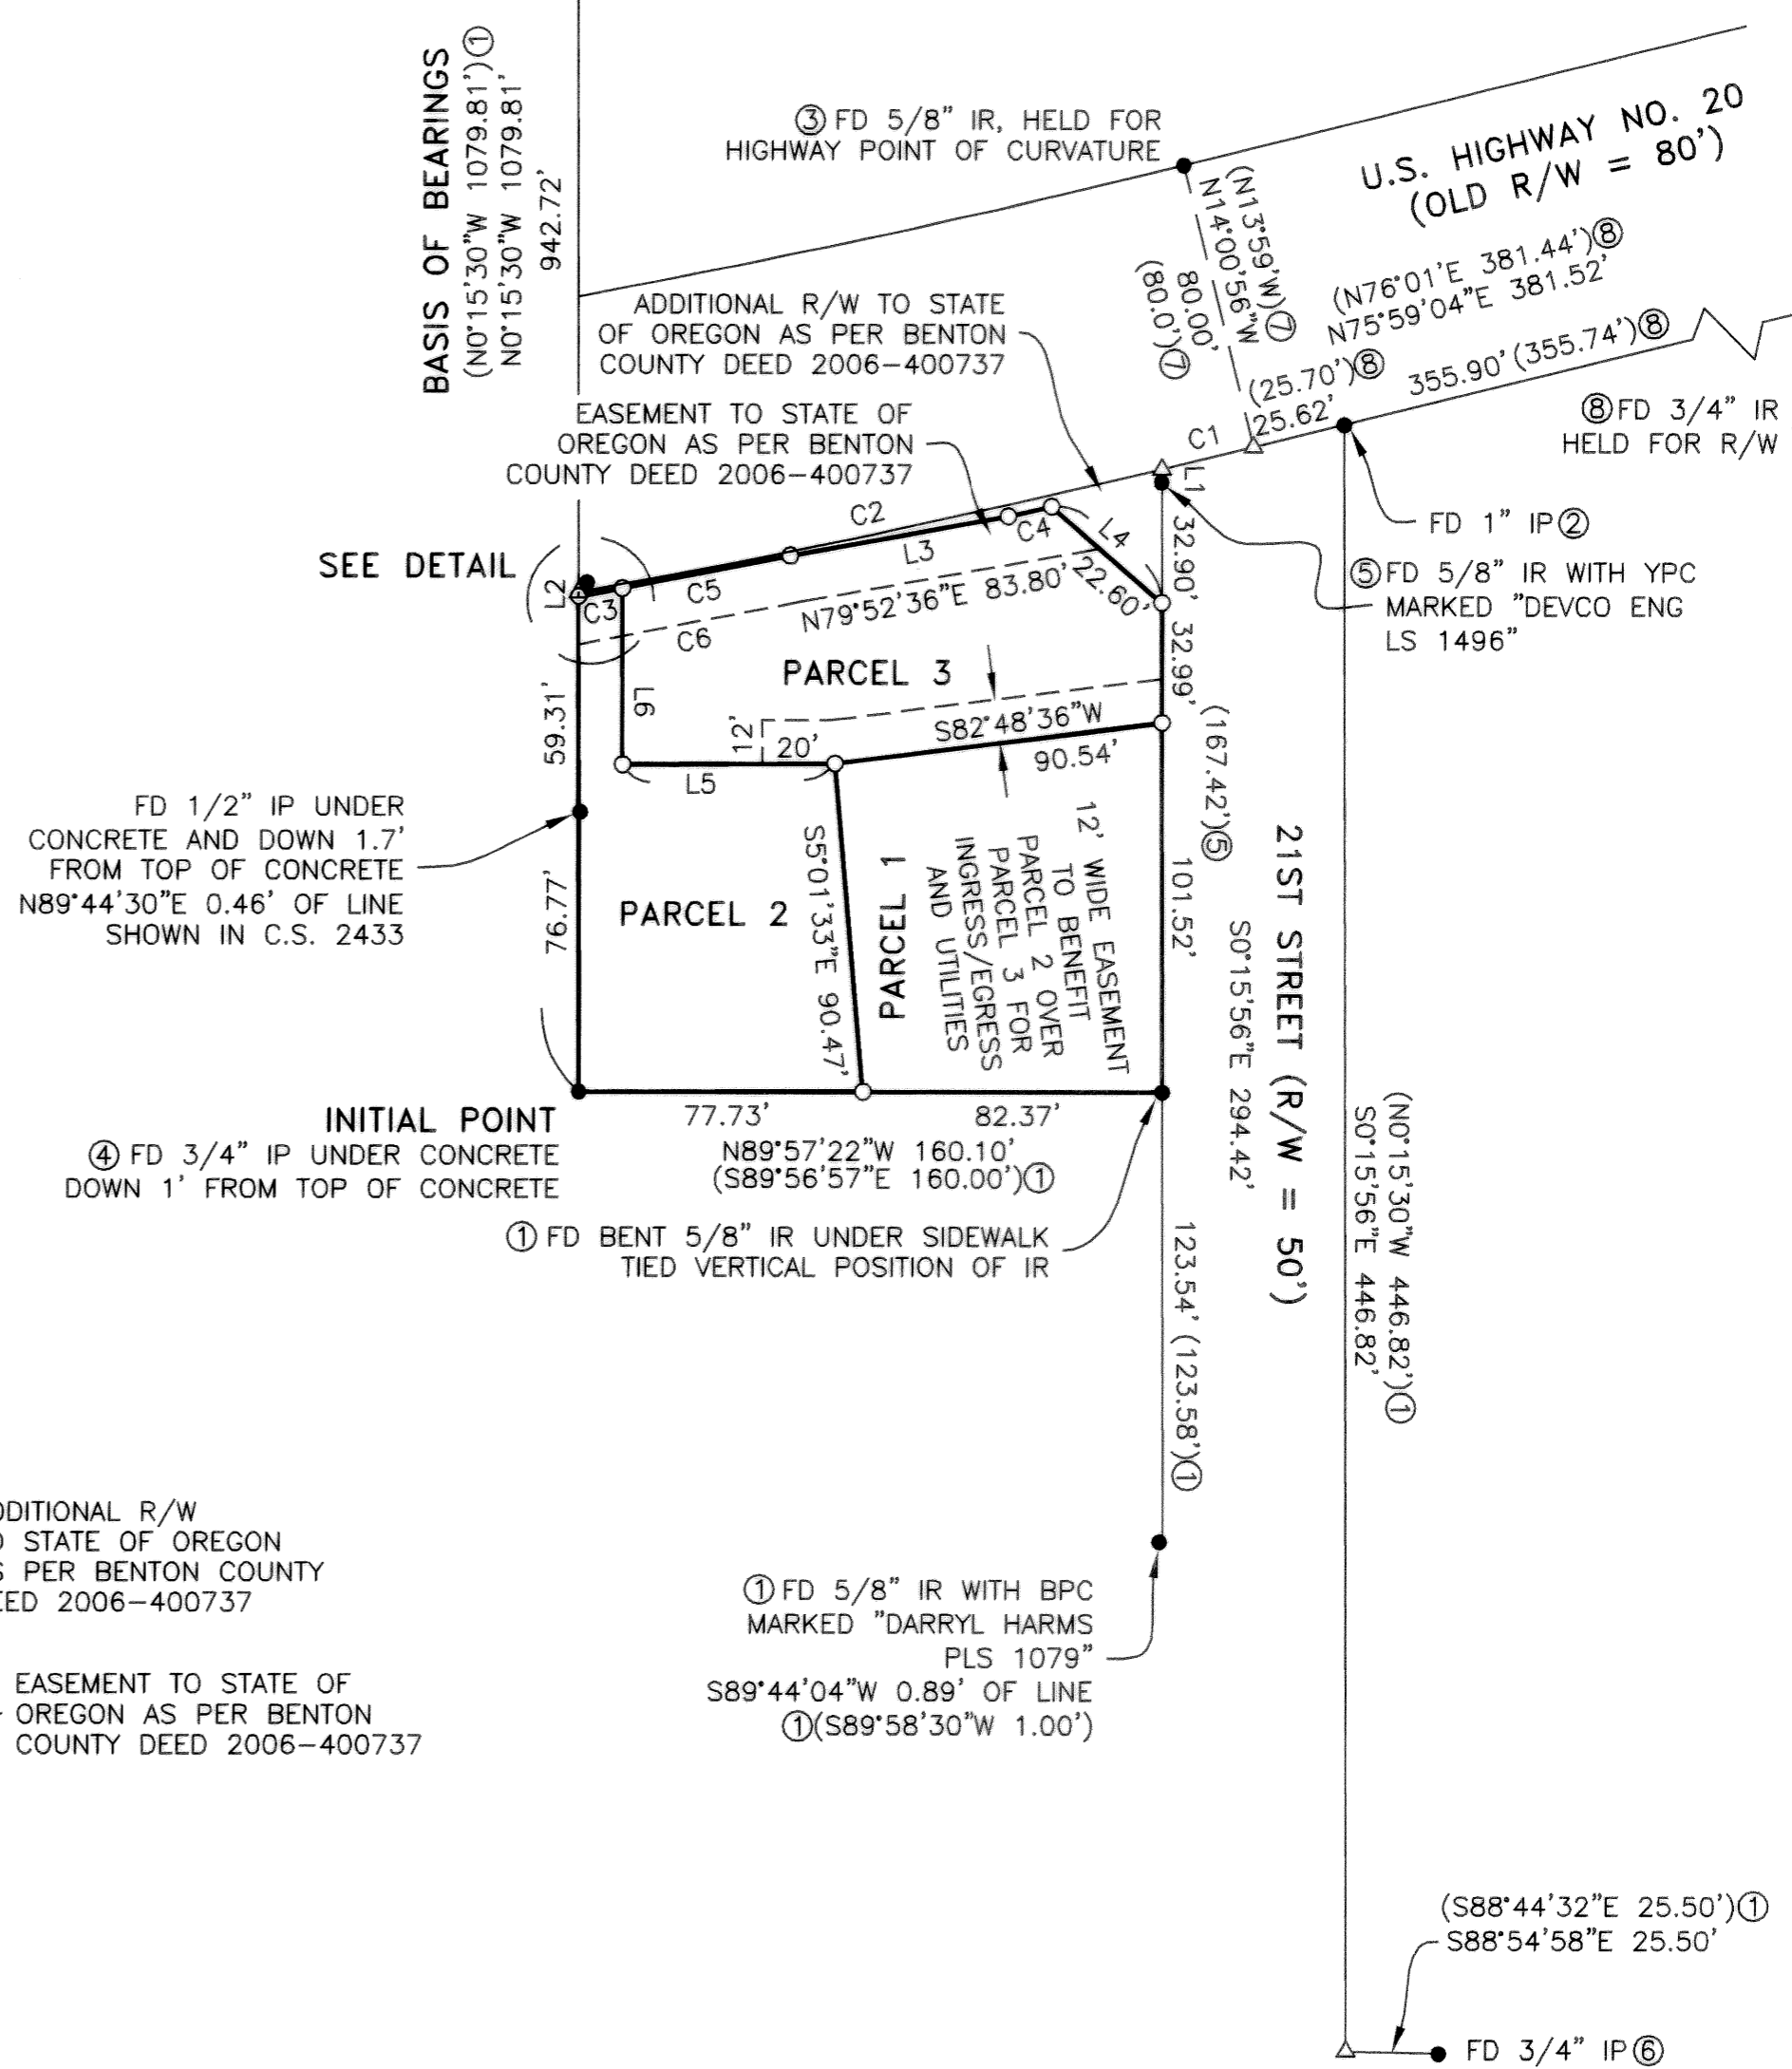 BASIS OF BEARINGS
(N0°15'30"W 1079.81')①
N0°15'30"W 1079.81'
942.72'
③ FD 5/8" IR, HELD FOR
HIGHWAY POINT OF CURVATURE
U.S. HIGHWAY NO. 20
(OLD R/W = 80')
(N13°59'W)⑦
N14°00'56"W
80.00'
(80.0')⑦
(N76°01'E 381.44')⑧
N75°59'04"E 381.52'
(25.70')⑧
25.62'
355.90' (355.74')⑧
⑧ FD 3/4" IR
HELD FOR R/W
ADDITIONAL R/W TO STATE
OF OREGON AS PER BENTON
COUNTY DEED 2006-400737
EASEMENT TO STATE OF
OREGON AS PER BENTON
COUNTY DEED 2006-400737
C1
L1
FD 1" IP②
⑤ FD 5/8" IR WITH YPC
MARKED "DEVCO ENG
LS 1496"
SEE DETAIL
L2
C3
C5
C2
L3
C4
L4
22.60'
32.90'
C6
N79°52'36"E 83.80'
PARCEL 3
32.99'
59.31'
L6
12'
20'
S82°48'36"W
90.54'
L5
(167.42')⑤
FD 1/2" IP UNDER
CONCRETE AND DOWN 1.7'
FROM TOP OF CONCRETE
N89°44'30"E 0.46' OF LINE
SHOWN IN C.S. 2433
76.77'
PARCEL 2
S5°01'33"E 90.47'
PARCEL 1
12' WIDE EASEMENT
TO BENEFIT
PARCEL 2 OVER
PARCEL 3 FOR
INGRESS/EGRESS
AND UTILITIES
101.52'
S0°15'56"E 294.42'
21ST STREET (R/W = 50')
(N0°15'30"W 446.82')①
S0°15'56"E 446.82'
INITIAL POINT
④ FD 3/4" IP UNDER CONCRETE
DOWN 1' FROM TOP OF CONCRETE
77.73'
82.37'
N89°57'22"W 160.10'
(S89°56'57"E 160.00')①
① FD BENT 5/8" IR UNDER SIDEWALK
TIED VERTICAL POSITION OF IR
123.54' (123.58')①
DDITIONAL R/W
STATE OF OREGON
S PER BENTON COUNTY
EED 2006-400737
EASEMENT TO STATE OF
OREGON AS PER BENTON
COUNTY DEED 2006-400737
① FD 5/8" IR WITH BPC
MARKED "DARRYL HARMS
PLS 1079"
S89°44'04"W 0.89' OF LINE
①(S89°58'30"W 1.00')
(S88°44'32"E 25.50')①
S88°54'58"E 25.50'
FD 3/4" IP⑥